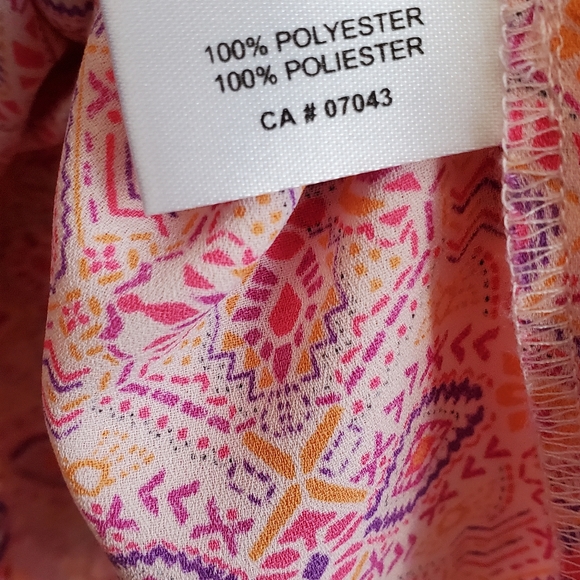 100% POLYESTER
100% POLIESTER
CA # 07043